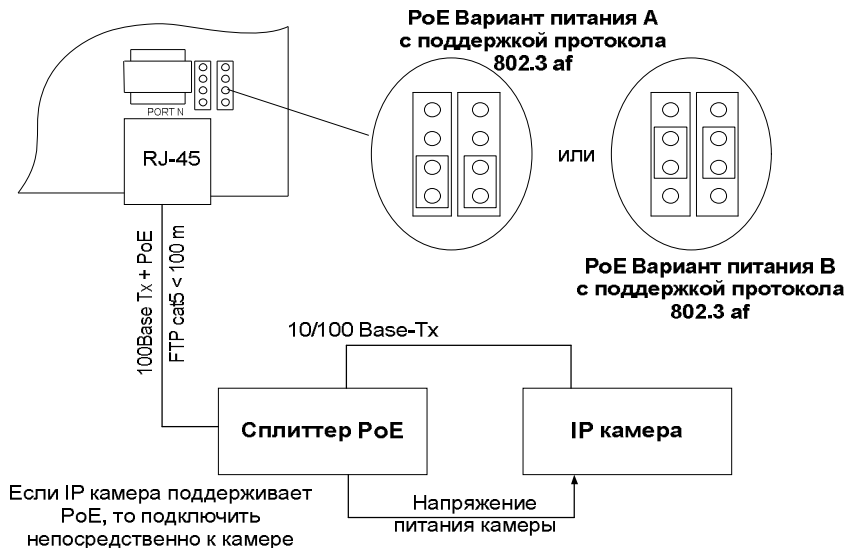 PoE Вариант питания А
с поддержкой протокола
802.3 af
PORT N
RJ-45
или
PoE Вариант питания В
с поддержкой протокола
802.3 af
100Base Tx + PoE
FTP cat5 < 100 m
10/100 Base-Tx
Сплиттер PoE
IP камера
Если IP камера поддерживает
PoE, то подключить
непосредственно к камере
Напряжение
питания камеры